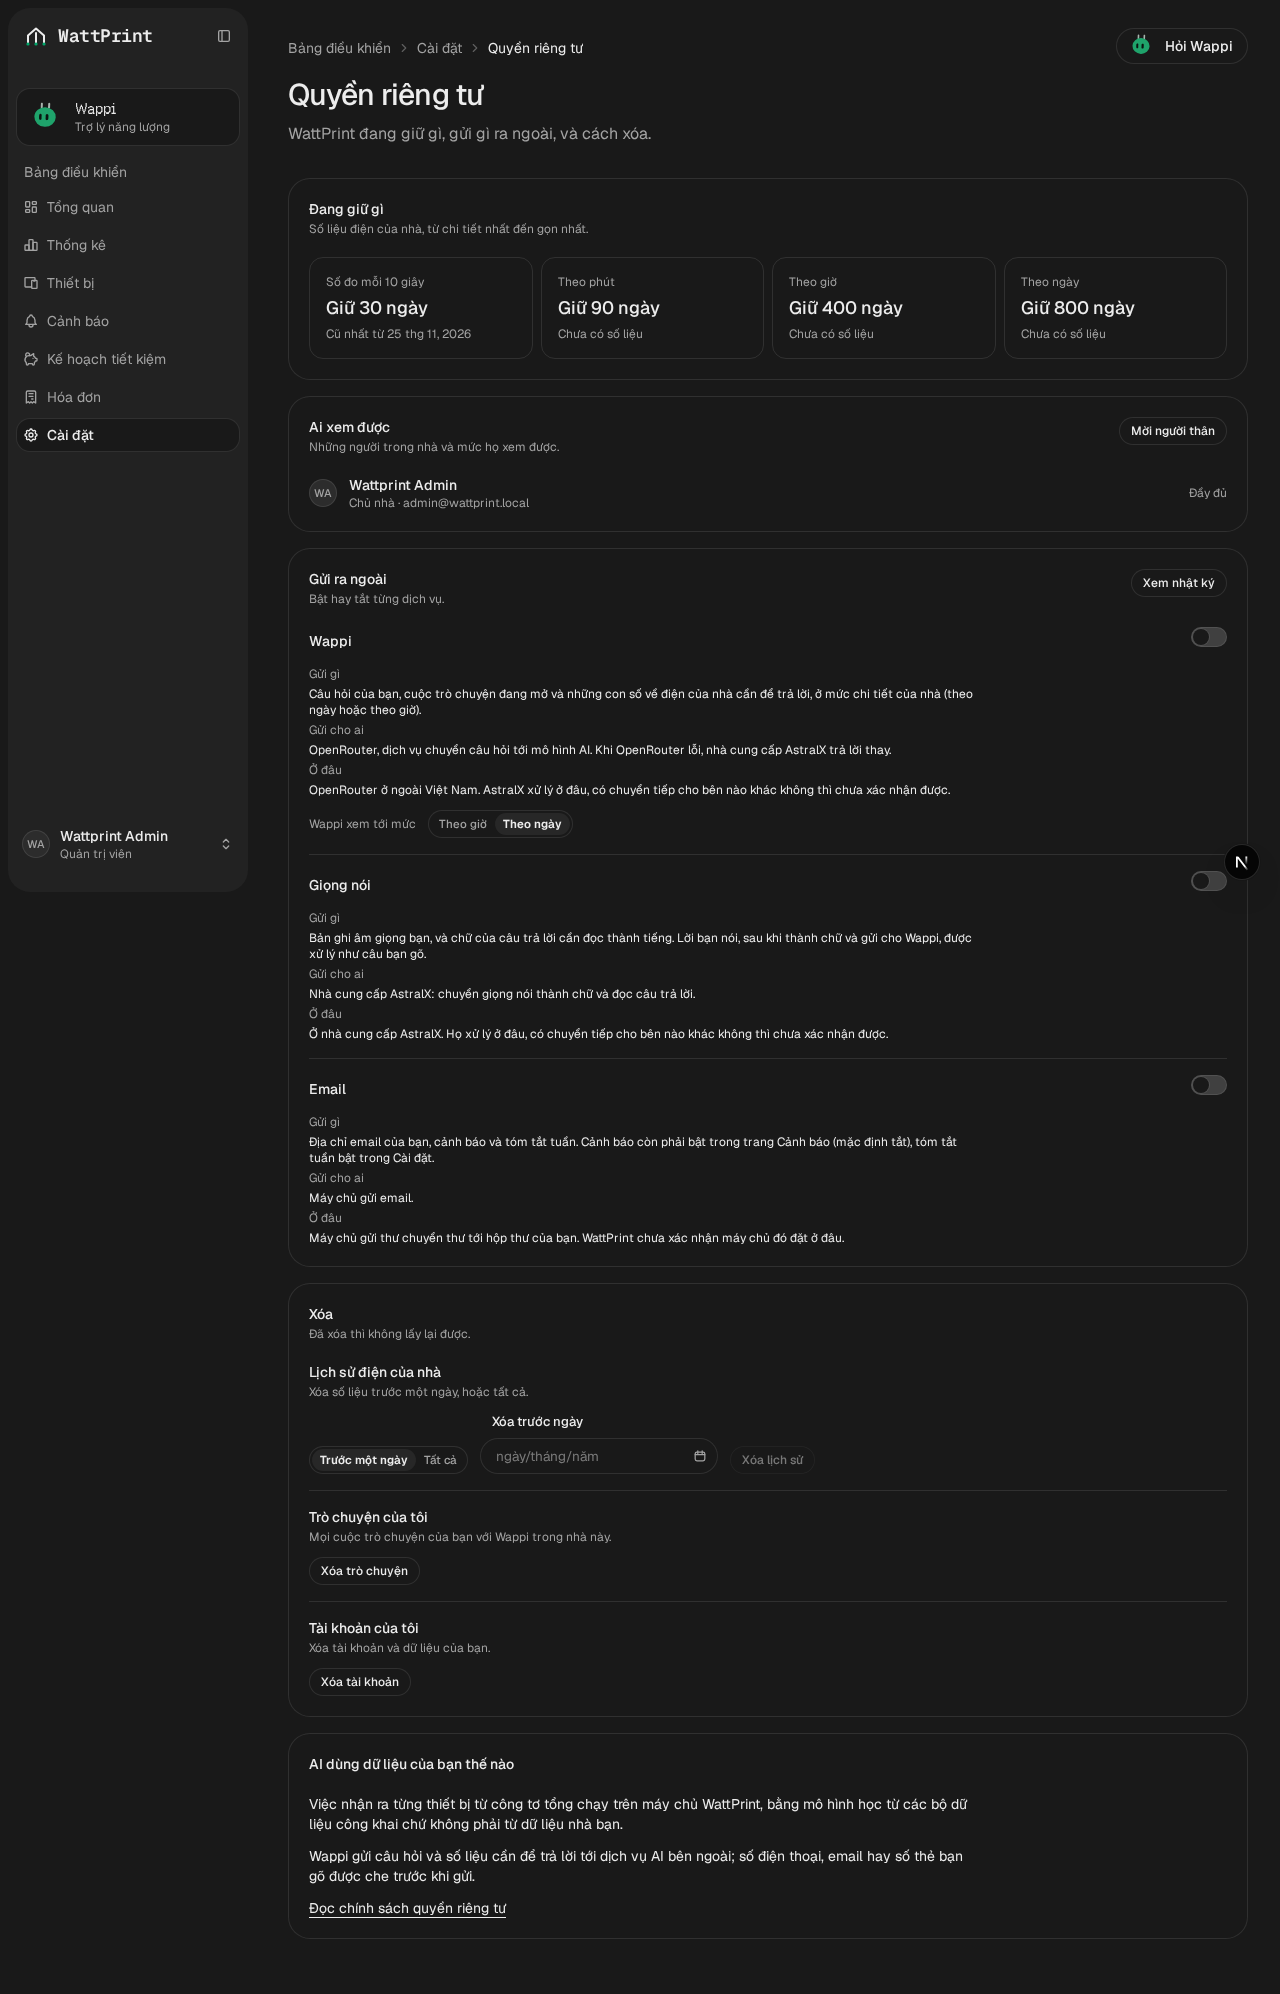 WattPrint
Wappi
Trợ lý năng lượng
Bảng điều khiển
Tổng quan
Thống kê
Thiết bị
Cảnh báo
Kế hoạch tiết kiệm
Hóa đơn
Cài đặt
WA
Wattprint Admin
Quản trị viên
Bảng điều khiển > Cài đặt > Quyền riêng tư
Hỏi Wappi
Quyền riêng tư
WattPrint đang giữ gì, gửi gì ra ngoài, và cách xóa.
Đang giữ gì
Số liệu điện của nhà, từ chi tiết nhất đến gọn nhất.
Số đo mỗi 10 giây
Giữ 30 ngày
Cũ nhất từ 25 thg 11, 2026
Theo phút
Giữ 90 ngày
Chưa có số liệu
Theo giờ
Giữ 400 ngày
Chưa có số liệu
Theo ngày
Giữ 800 ngày
Chưa có số liệu
Ai xem được
Những người trong nhà và mức họ xem được.
Mời người thân
WA
Wattprint Admin
Chủ nhà · admin@wattprint.local
Đầy đủ
Gửi ra ngoài
Bật hay tắt từng dịch vụ.
Xem nhật ký
Wappi
Gửi gì
Câu hỏi của bạn, cuộc trò chuyện đang mở và những con số về điện của nhà cần để trả lời, ở mức chi tiết của nhà (theo
ngày hoặc theo giờ).
Gửi cho ai
OpenRouter, dịch vụ chuyển câu hỏi tới mô hình AI. Khi OpenRouter lỗi, nhà cung cấp AstralX trả lời thay.
Ở đâu
OpenRouter ở ngoài Việt Nam. AstralX xử lý ở đâu, có chuyển tiếp cho bên nào khác không thì chưa xác nhận được.
Wappi xem tới mức
Theo giờ
Theo ngày
N
Giọng nói
Gửi gì
Bản ghi âm giọng bạn, và chữ của câu trả lời cần đọc thành tiếng. Lời bạn nói, sau khi thành chữ và gửi cho Wappi, được
xử lý như câu bạn gõ.
Gửi cho ai
Nhà cung cấp AstralX: chuyển giọng nói thành chữ và đọc câu trả lời.
Ở đâu
Ở nhà cung cấp AstralX. Họ xử lý ở đâu, có chuyển tiếp cho bên nào khác không thì chưa xác nhận được.
Email
Gửi gì
Địa chỉ email của bạn, cảnh báo và tóm tắt tuần. Cảnh báo còn phải bật trong trang Cảnh báo (mặc định tắt), tóm tắt
tuần bật trong Cài đặt.
Gửi cho ai
Máy chủ gửi email.
Ở đâu
Máy chủ gửi thư chuyển thư tới hộp thư của bạn. WattPrint chưa xác nhận máy chủ đó đặt ở đâu.
Xóa
Đã xóa thì không lấy lại được.
Lịch sử điện của nhà
Xóa số liệu trước một ngày, hoặc tất cả.
Xóa trước ngày
Trước một ngày
Tất cả
ngày/tháng/năm
Xóa lịch sử
Trò chuyện của tôi
Mọi cuộc trò chuyện của bạn với Wappi trong nhà này.
Xóa trò chuyện
Tài khoản của tôi
Xóa tài khoản và dữ liệu của bạn.
Xóa tài khoản
AI dùng dữ liệu của bạn thế nào
Việc nhận ra từng thiết bị từ công tơ tổng chạy trên máy chủ WattPrint, bằng mô hình học từ các bộ dữ
liệu công khai chứ không phải từ dữ liệu nhà bạn.
Wappi gửi câu hỏi và số liệu cần để trả lời tới dịch vụ AI bên ngoài; số điện thoại, email hay số thẻ bạn
gõ được che trước khi gửi.
Đọc chính sách quyền riêng tư